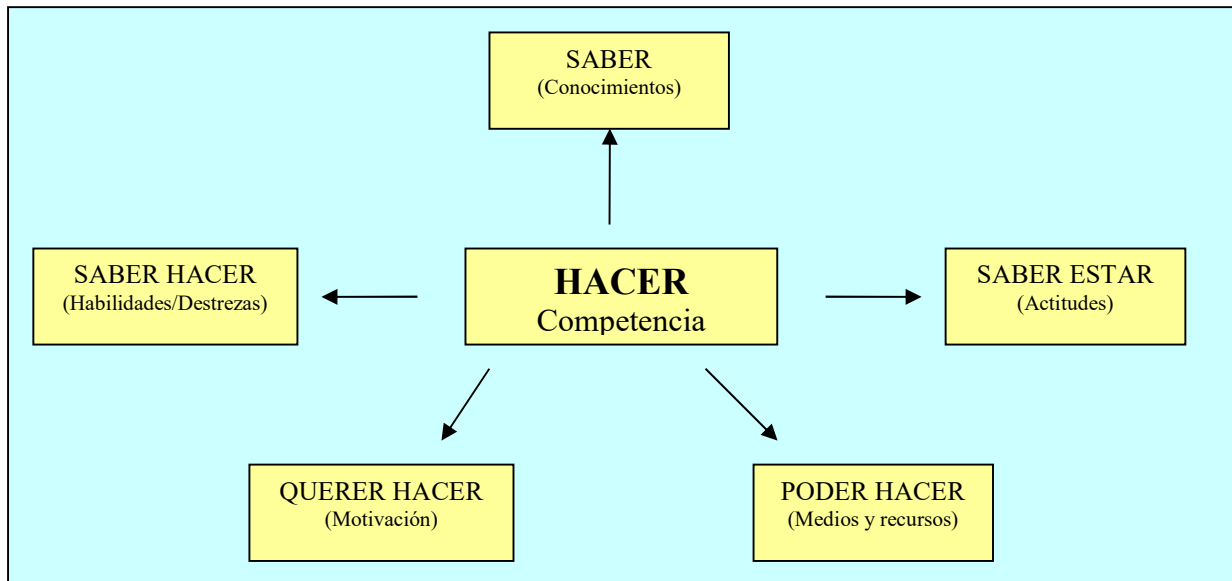 SABER
(Conocimientos)
SABER HACER
(Habilidades/Destrezas)
HACER
Competencia
SABER ESTAR
(Actitudes)
QUERER HACER
(Motivación)
PODER HACER
(Medios y recursos)